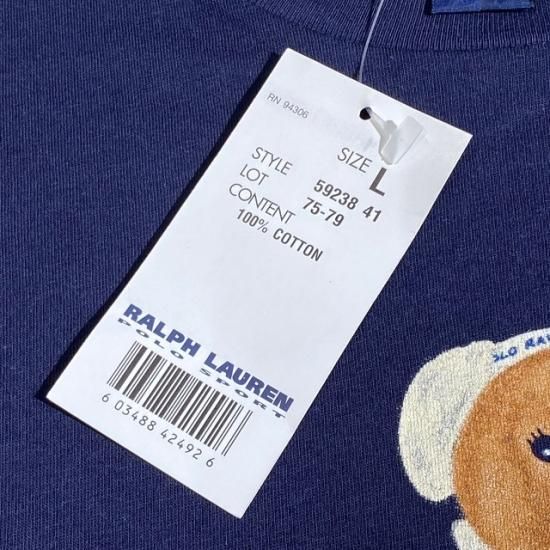 RN 94306
SIZE L
STYLE 59238 41
LOT 75-79
CONTENT
100% COTTON
RALPH LAUREN
POLO SPORT
6 03488 42492 6